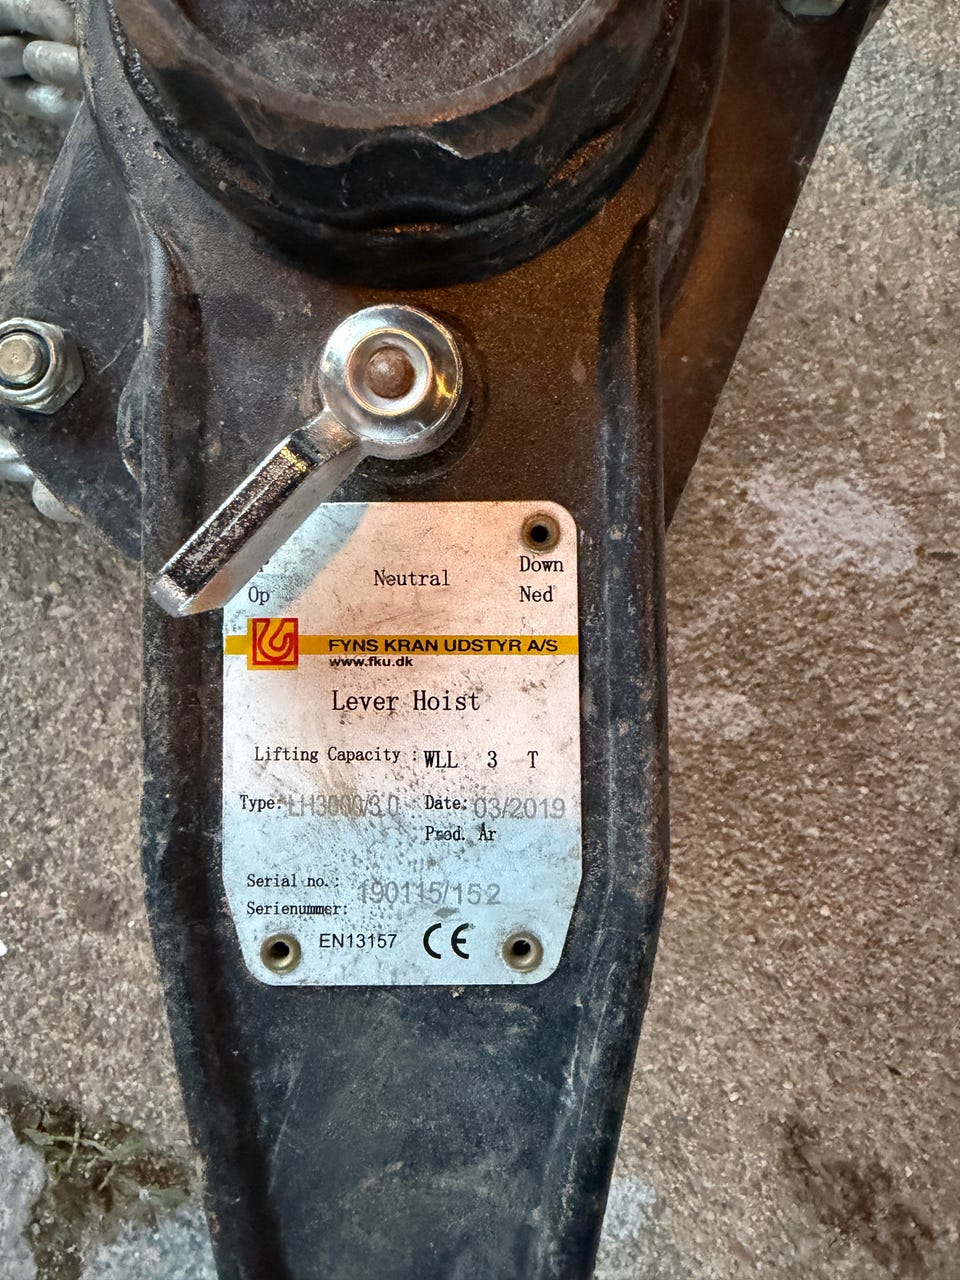 Op
Neutral
Down
Ned
FYNS KRAN UDSTYR A/S
www.fku.dk
Lever Hoist
Lifting Capacity : WLL 3 T
Type: LH3000/3.0 Date: 03/2019
Prod. År
Serial no.: 190115/152
Serienummer:
EN13157 CE